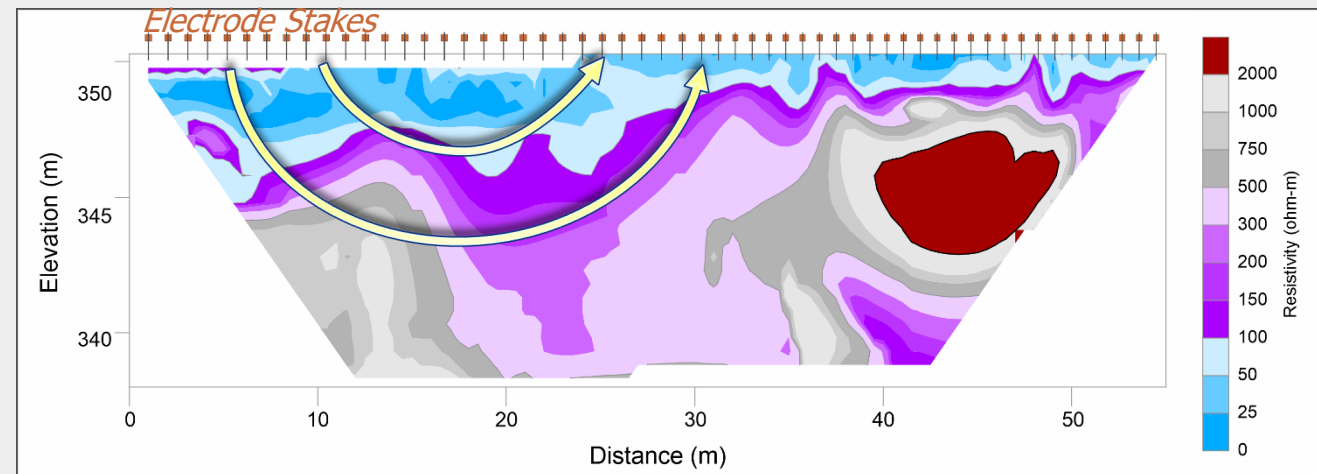 Electrode Stakes
Elevation (m)
350
345
340
0 10 20 30 40 50
Distance (m)
2000
1000
750
500
300
200
150
100
50
25
0
Resistivity (ohm-m)